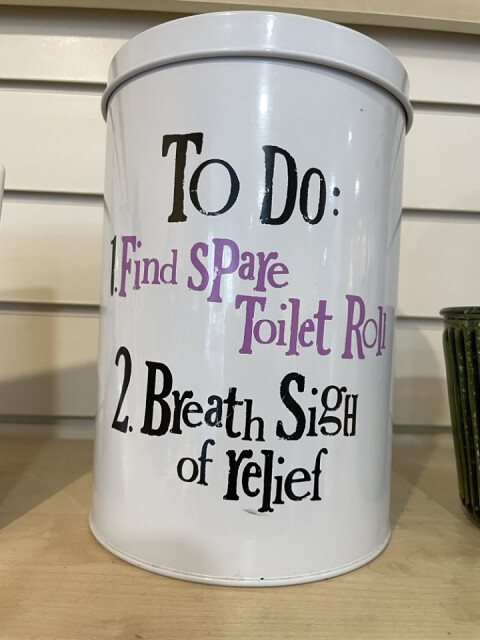 To Do:
1. Find Spare
Toilet Roll
2. Breath Sigh
of relief